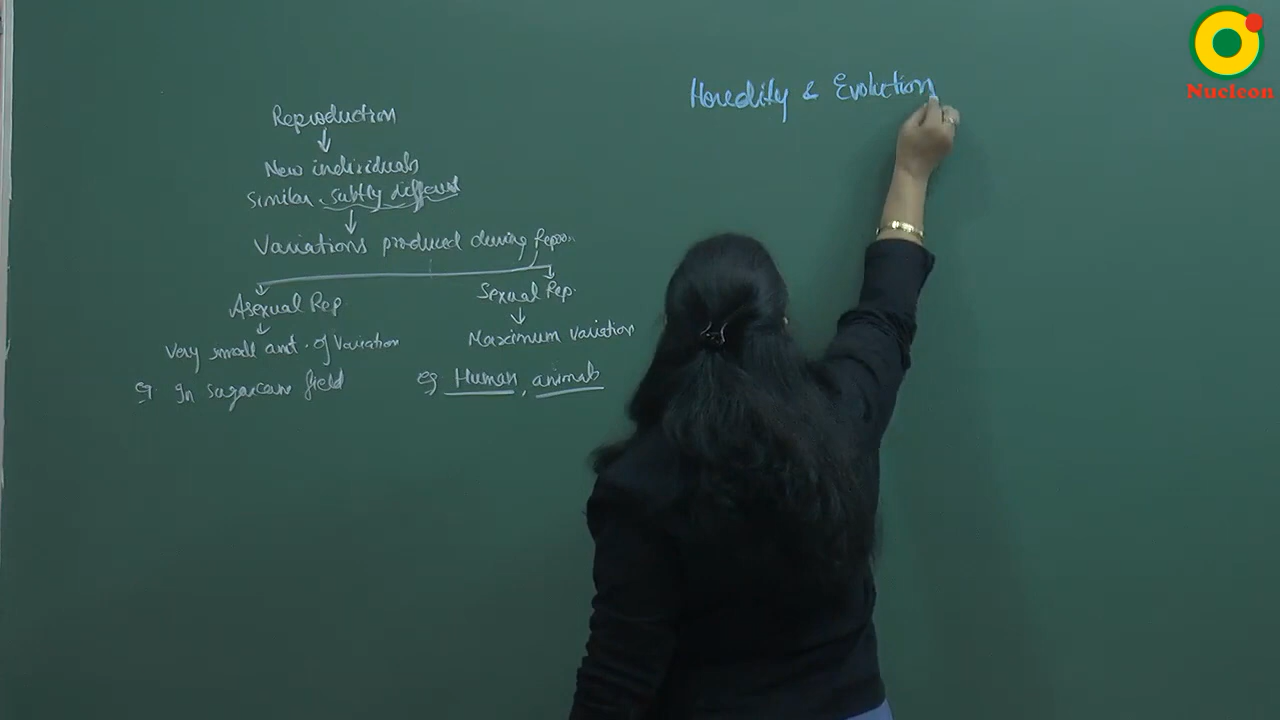 Heredity & Evolution
Reproduction
↓
New individuals
Similar, subtly different
↓
Variations produced during Repro.
Asexual Rep
↓
Very small amt. of Variation
eg. In Sugarcane field
Sexual Rep.
↓
Maximum variation
eg Human, animals
Nucleon